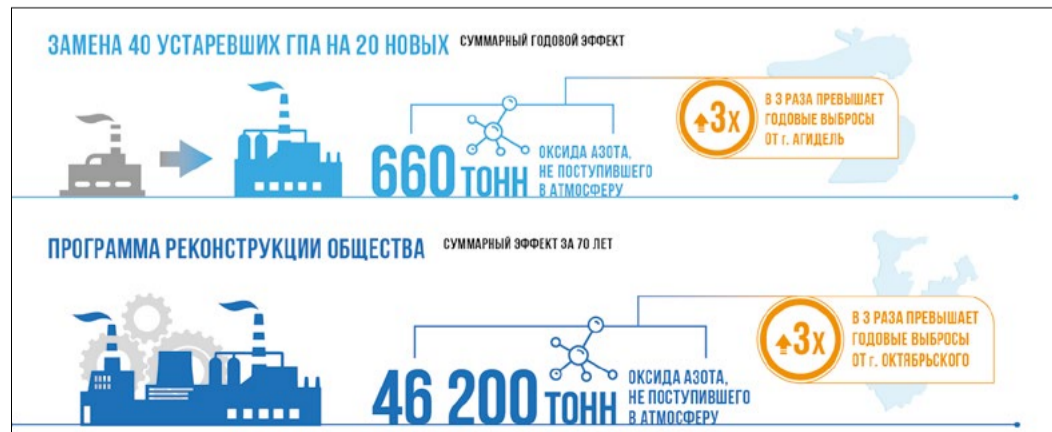 ЗАМЕНА 40 УСТАРЕВШИХ ГПА НА 20 НОВЫХ СУММАРНЫЙ ГОДОВОЙ ЭФФЕКТ
3X
В 3 РАЗА ПРЕВЫШАЕТ
ГОДОВЫЕ ВЫБРОСЫ
ОТ г. АГИДЕЛЬ
660 ТОНН
ОКСИДА АЗОТА,
НЕ ПОСТУПИВШЕГО
В АТМОСФЕРУ
ПРОГРАММА РЕКОНСТРУКЦИИ ОБЩЕСТВА СУММАРНЫЙ ЭФФЕКТ ЗА 70 ЛЕТ
3X
В 3 РАЗА ПРЕВЫШАЕТ
ГОДОВЫЕ ВЫБРОСЫ
ОТ г. ОКТЯБРЬСКОГО
46 200 ТОНН
ОКСИДА АЗОТА,
НЕ ПОСТУПИВШЕГО
В АТМОСФЕРУ